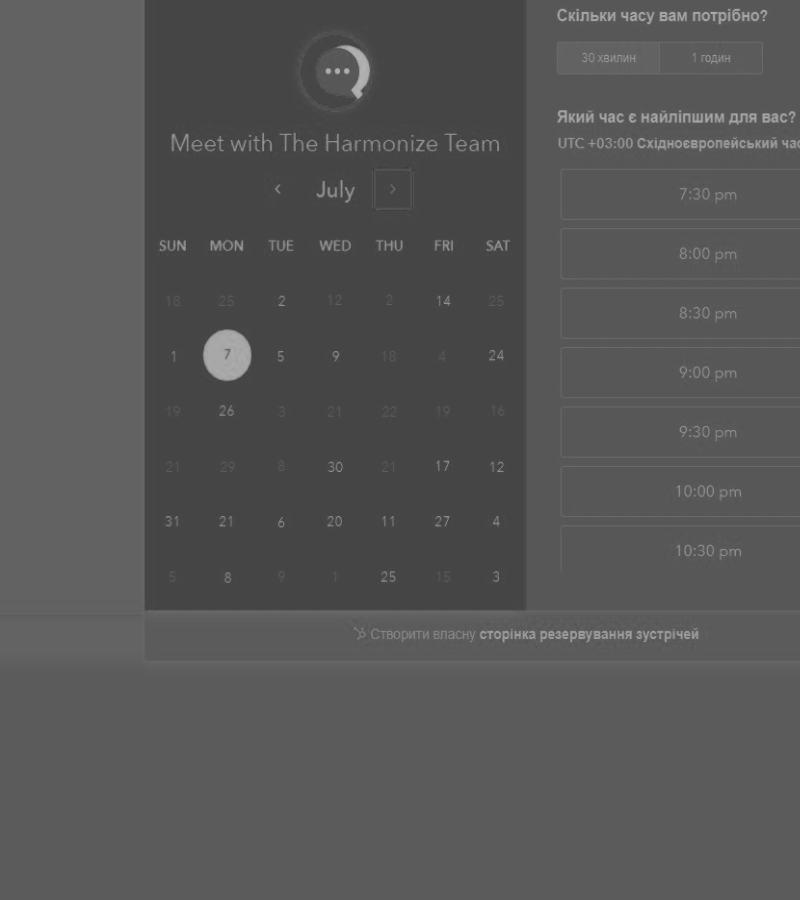 Meet with The Harmonize Team
July
SUN MON TUE WED THU FRI SAT
18 25 2 12 2 14 25
1 7 5 9 18 4 24
19 26 3 21 22 19 16
21 29 8 30 21 17 12
31 21 6 20 11 27 4
5 8 9 1 25 15 3
Скільки часу вам потрібно?
30 хвилин 1 годин
Який час є найліпшим для вас?
UTC +03:00 Східноєвропейський час
7:30 pm
8:00 pm
8:30 pm
9:00 pm
9:30 pm
10:00 pm
10:30 pm
Створити власну сторінка резервування зустрічей